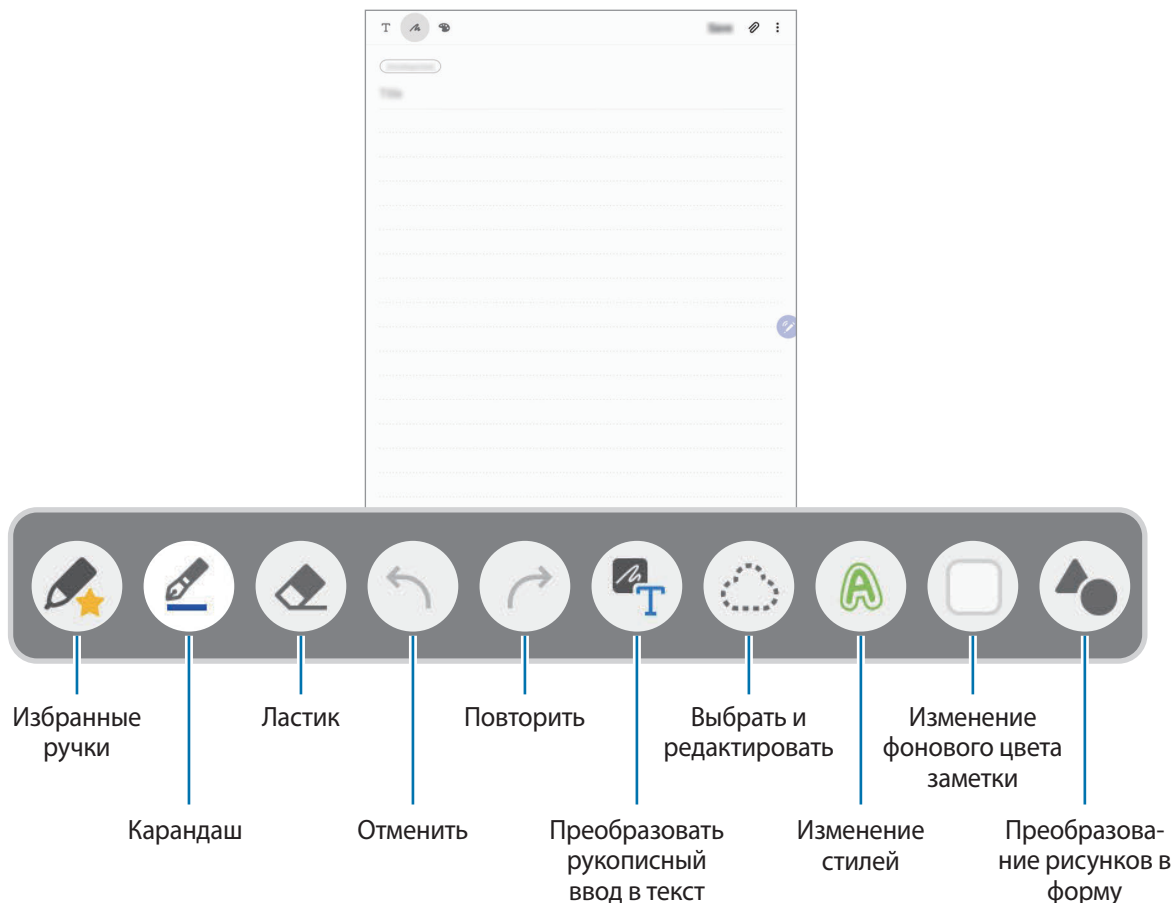 T
Избранные
ручки
Ластик
Повторить
Выбрать и
редактировать
Изменение
фонового цвета
заметки
Карандаш
Отменить
Преобразовать
рукописный
ввод в текст
Изменение
стилей
Преобразова-
ние рисунков в
форму